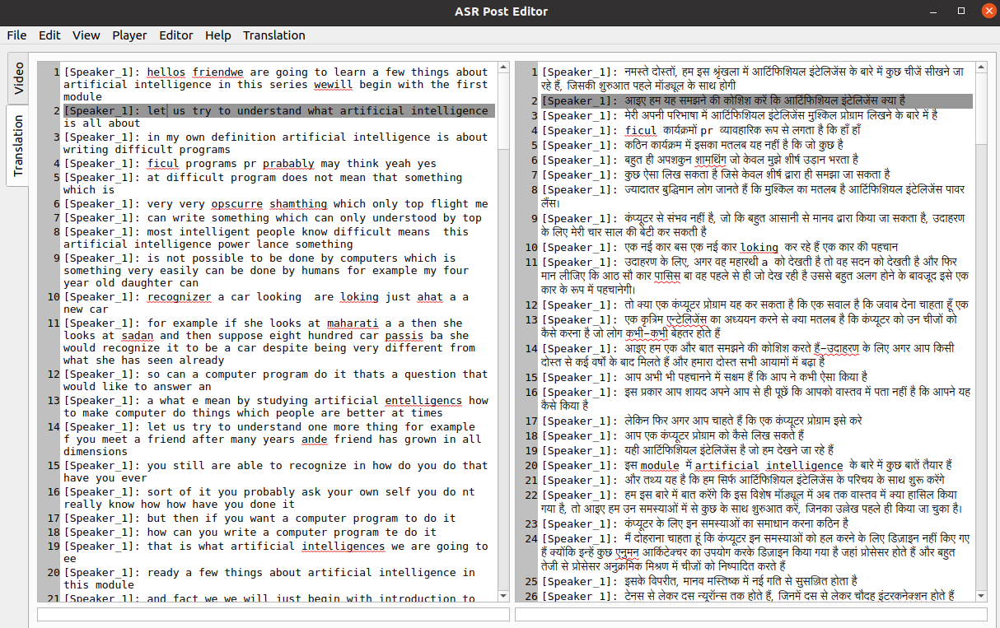 ASR Post Editor
File Edit View Player Editor Help Translation
Video
Translation
1 [Speaker_1]: hellos friendwe are going to learn a few things about
artificial intelligence in this series wewill begin with the first
module
2 [Speaker_1]: let us try to understand what artificial intelligence
is all about
3 [Speaker_1]: in my own definition artificial intelligence is about
writing difficult programs
4 [Speaker_1]: ficul programs pr prabably may think yeah yes
5 [Speaker_1]: at difficult program does not mean that something
which is
6 [Speaker_1]: very very opscurre shamthing which only top flight me
7 [Speaker_1]: can write something which can only understood by top
8 [Speaker_1]: most intelligent people know difficult means  this
artificial intelligence power lance something
9 [Speaker_1]: is not possible to be done by computers which is
something very easily can be done by humans for example my four
year old daughter can
10 [Speaker_1]: recognizer a car looking  are loking just ahat a a
new car
11 [Speaker_1]: for example if she looks at maharati a a then she
looks at sadan and then suppose eight hundred car passis ba she
would recognize it to be a car despite being very different from
what she has seen already
12 [Speaker_1]: so can a computer program do it thats a question that
would like to answer an
13 [Speaker_1]: a what e mean by studying artificial entelligencs how
to make computer do things which people are better at times
14 [Speaker_1]: let us try to understand one more thing for example
f you meet a friend after many years ande friend has grown in all
dimensions
15 [Speaker_1]: you still are able to recognize in how do you do that
have you ever
16 [Speaker_1]: sort of it you probably ask your own self you do nt
really know how how have you done it
17 [Speaker_1]: but then if you want a computer program to do it
18 [Speaker_1]: how can you write a computer program te do it
19 [Speaker_1]: that is what artificial intelligences we are going to
ee
20 [Speaker_1]: ready a few things about artificial intelligence in
this module
21 [Speaker_1]: and fact we we will just begin with introduction to
1 [Speaker_1]: नमस्ते दोस्तों, हम इस श्रृंखला में आर्टिफिशियल इंटेलिजेंस के बारे में कुछ चीजें सीखने जा
रहे हैं, जिसकी शुरुआत पहले मॉड्यूल के साथ होगी
2 [Speaker_1]: आइए हम यह समझने की कोशिश करें कि आर्टिफिशियल इंटेलिजेंस क्या है
3 [Speaker_1]: मेरी अपनी परिभाषा में आर्टिफिशियल इंटेलिजेंस मुश्किल प्रोग्राम लिखने के बारे में है
4 [Speaker_1]: ficul कार्यक्रमों pr व्यावहारिक रूप से लगता है कि हाँ हाँ
5 [Speaker_1]: कठिन कार्यक्रम में इसका मतलब यह नहीं है कि जो कुछ है
6 [Speaker_1]: बहुत ही अपशकुन शामथिंग जो केवल मुझे शीर्ष उड़ान भरता है
7 [Speaker_1]: कुछ ऐसा लिख सकता है जिसे केवल शीर्ष द्वारा ही समझा जा सकता है
8 [Speaker_1]: ज्यादातर बुद्धिमान लोग जानते हैं कि मुश्किल का मतलब है आर्टिफिशियल इंटेलिजेंस पावर
लैंस।
9 [Speaker_1]: कंप्यूटर से संभव नहीं है, जो कि बहुत आसानी से मानव द्वारा किया जा सकता है, उदाहरण
के लिए मेरी चार साल की बेटी कर सकती है
10 [Speaker_1]: एक नई कार बस एक नई कार loking कर रहे हैं एक कार की पहचान
11 [Speaker_1]: उदाहरण के लिए, अगर वह महारथी a को देखती है तो वह सदन को देखती है और फिर
मान लीजिए कि आठ सौ कार पासिस बा वह पहले से ही जो देख रही है उससे बहुत अलग होने के बावजूद इसे एक
कार के रूप में पहचानेगी।
12 [Speaker_1]: तो क्या एक कंप्यूटर प्रोग्राम यह कर सकता है कि एक सवाल है कि जवाब देना चाहता हूँ एक
13 [Speaker_1]: एक कृत्रिम एन्टेलिजेंस का अध्ययन करने से क्या मतलब है कि कंप्यूटर को उन चीजों को
कैसे करना है जो लोग कभी-कभी बेहतर होते हैं
14 [Speaker_1]: आइए हम एक और बात समझने की कोशिश करते हैं-उदाहरण के लिए अगर आप किसी
दोस्त से कई वर्षों के बाद मिलते हैं और हमारा दोस्त सभी आयामों में बढ़ा है
15 [Speaker_1]: आप अभी भी पहचानने में सक्षम हैं कि आप ने कभी ऐसा किया है
16 [Speaker_1]: इस प्रकार आप शायद अपने आप से ही पूछें कि आपको वास्तव में पता नहीं है कि आपने यह
कैसे किया है
17 [Speaker_1]: लेकिन फिर अगर आप चाहते हैं कि एक कंप्यूटर प्रोग्राम इसे करे
18 [Speaker_1]: आप एक कंप्यूटर प्रोग्राम को कैसे लिख सकते हैं
19 [Speaker_1]: यही आर्टिफिशियल इंटेलिजेंस है जो हम देखने जा रहे हैं
20 [Speaker_1]: इस module में artificial intelligence के बारे में कुछ बातें तैयार हैं
21 [Speaker_1]: और तथ्य यह है कि हम सिर्फ आर्टिफिशियल इंटेलिजेंस के परिचय के साथ शुरू करेंगे
22 [Speaker_1]: हम इस बारे में बात करेंगे कि इस विशेष मॉड्यूल में अब तक वास्तव में क्या हासिल किया
गया है, तो आइए हम उन समस्याओं में से कुछ के साथ शुरुआत करें, जिनका उल्लेख पहले ही किया जा चुका है।
23 [Speaker_1]: कंप्यूटर के लिए इन समस्याओं का समाधान करना कठिन है
24 [Speaker_1]: मैं दोहराना चाहता हूं कि कंप्यूटर इन समस्याओं को हल करने के लिए डिज़ाइन नहीं किए गए
हैं क्योंकि इन्हें कुछ एनुमन आर्किटेक्चर का उपयोग करके डिज़ाइन किया गया है जहां प्रोसेसर होते हैं और बहुत
तेजी से प्रोसेसर अनुक्रमिक मिश्रण में चीजों को निष्पादित करते हैं
25 [Speaker_1]: इसके विपरीत, मानव मस्तिष्क में नई गति से सुसज्जित होता है
26 [Speaker_1]: टेनस से लेकर दस न्यूरॉन्स तक होते हैं, जिनमें दस से लेकर चौदह इंटरकनेक्शन होते हैं